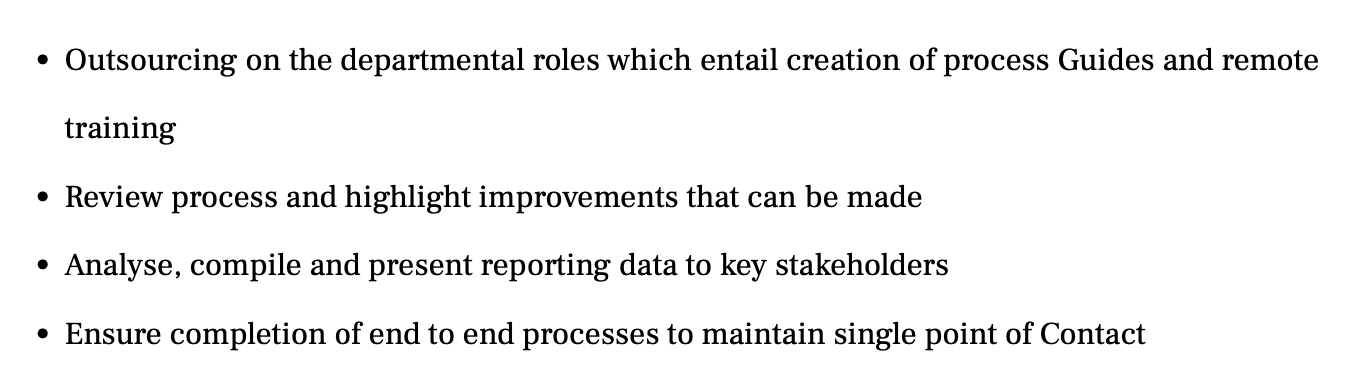 • Outsourcing on the departmental roles which entail creation of process Guides and remote
training
• Review process and highlight improvements that can be made
• Analyse, compile and present reporting data to key stakeholders
• Ensure completion of end to end processes to maintain single point of Contact